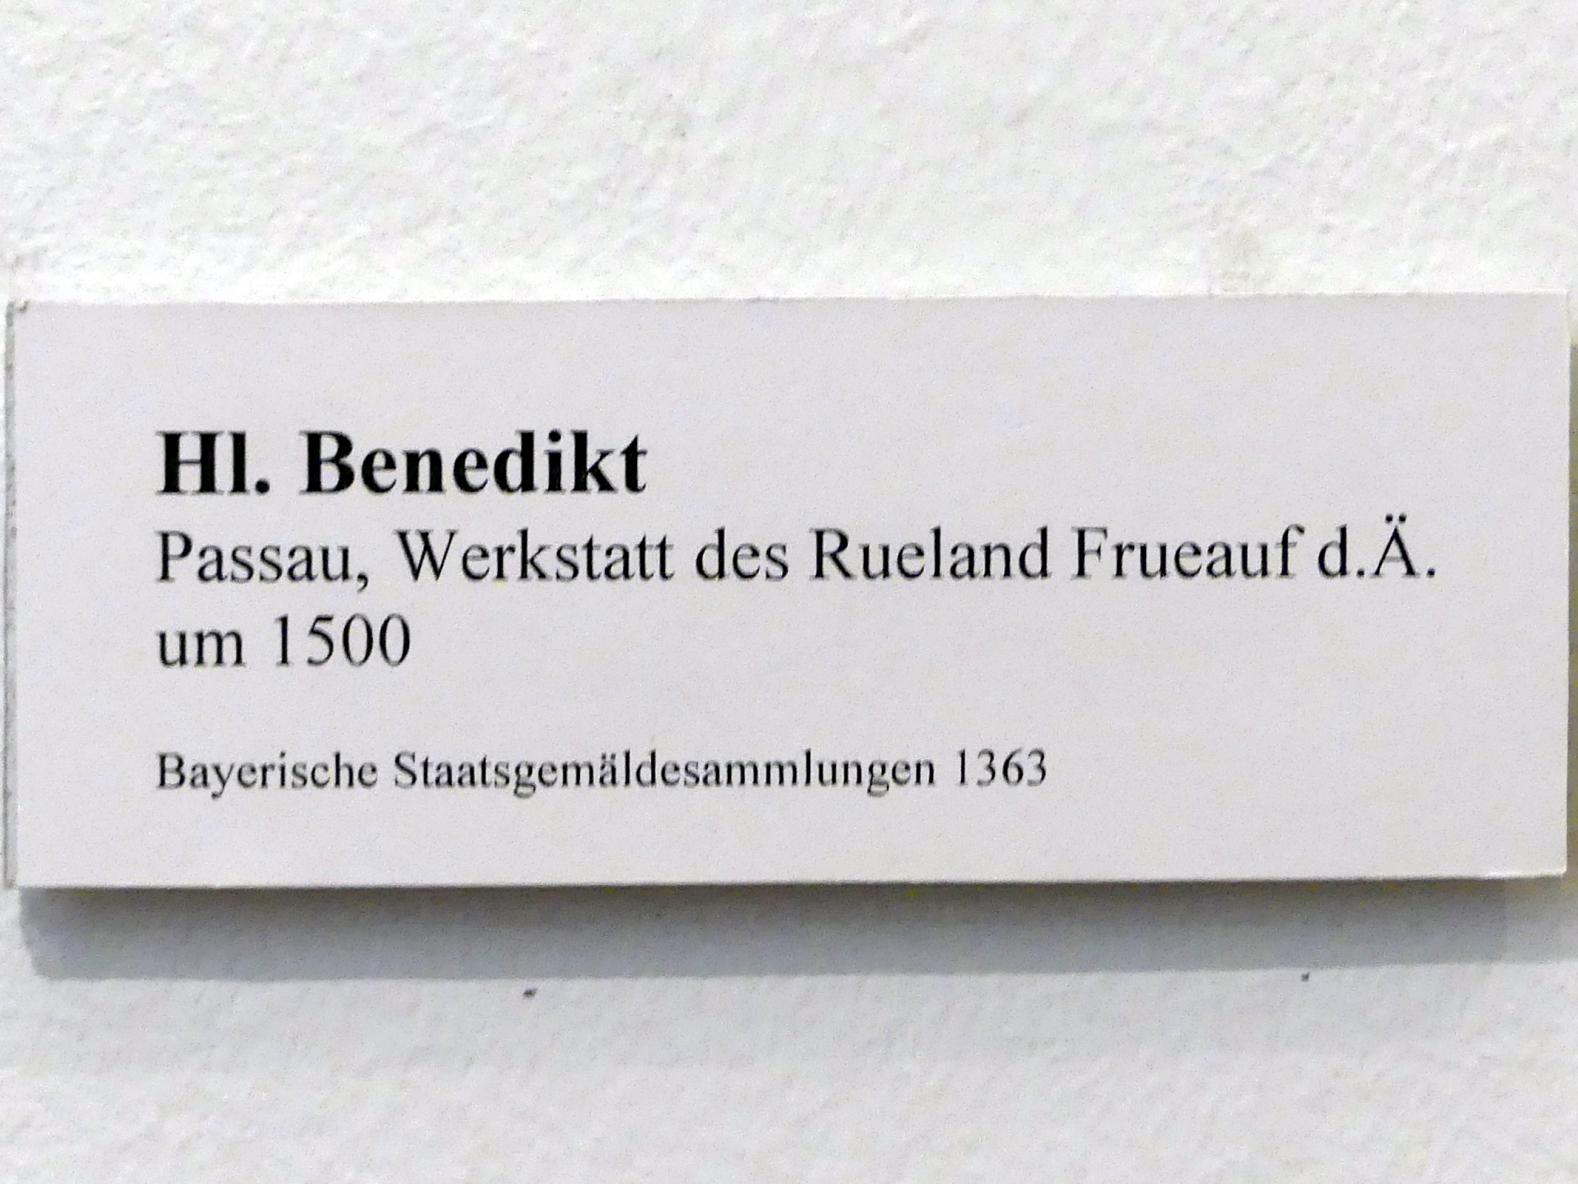 Hl. Benedikt
Passau, Werkstatt des Rueland Frueauf d.Ä.
um 1500
Bayerische Staatsgemäldesammlungen 1363